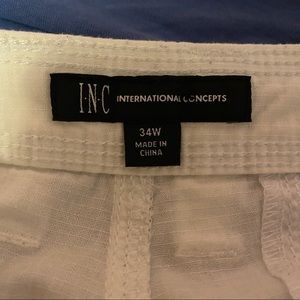 I·N·C INTERNATIONAL CONCEPTS
34W
MADE IN
CHINA